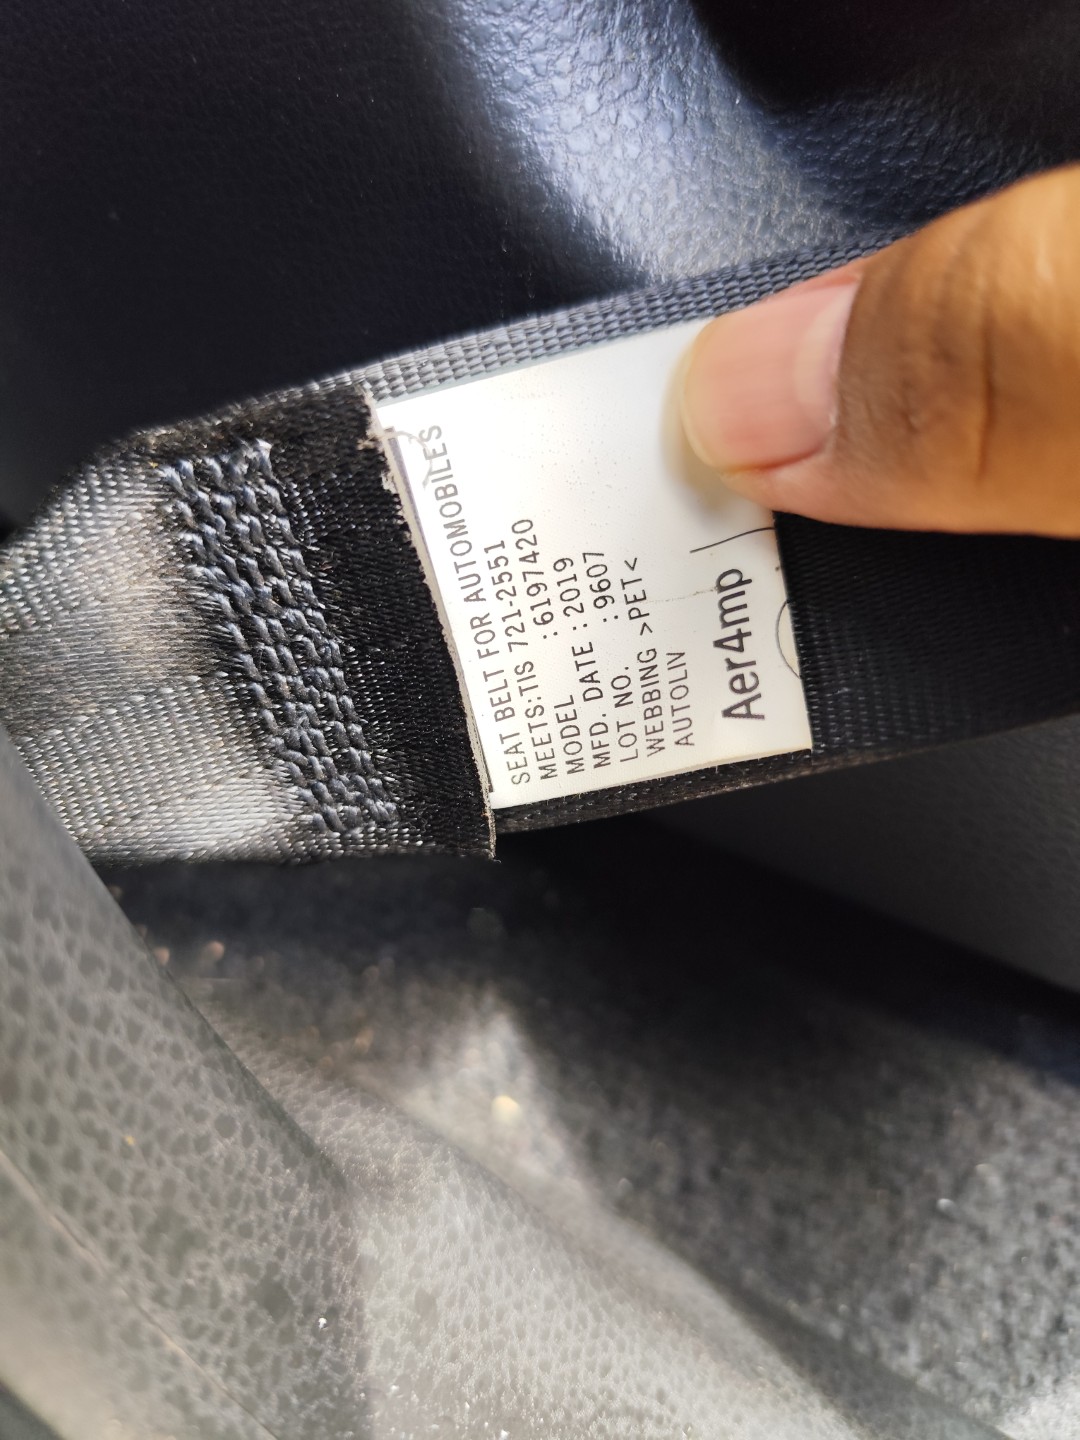 SEAT BELT FOR AUTOMOBILES
MEETS:TIS 721-2551
MODEL : 6197420
MFD. DATE : 2019
LOT NO. : 9607
WEBBING >PET<
AUTOLIV
Aer4mp